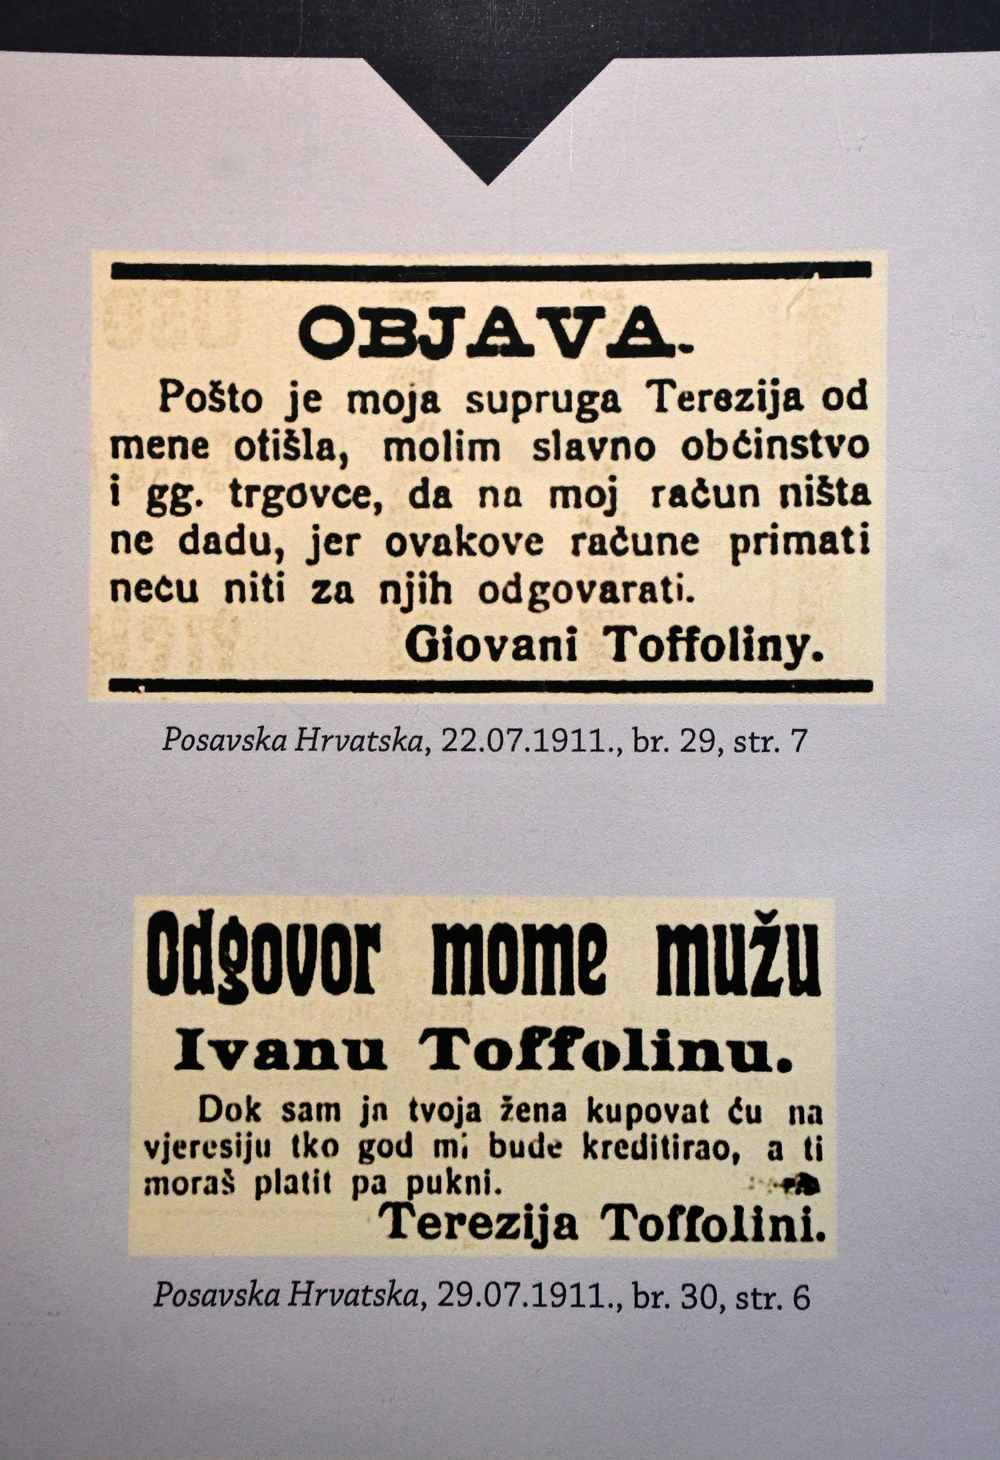 OBJAVA.
Pošto je moja supruga Terezija od
mene otišla, molim slavno obćinstvo
i gg. trgovce, da na moj račun ništa
ne dadu, jer ovakove račune primati
neću niti za njih odgovarati.
Giovani Toffoliny.
Posavska Hrvatska, 22.07.1911., br. 29, str. 7
Odgovor mome mužu
Ivanu Toffolinu.
Dok sam ja tvoja žena kupovat ću na
vjeresiju tko god mi bude kreditirao, a ti
moraš platit pa pukni.
Terezija Toffolini.
Posavska Hrvatska, 29.07.1911., br. 30, str. 6